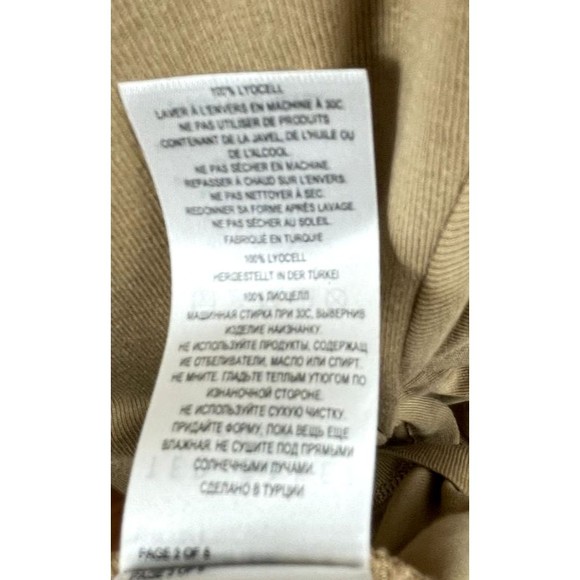 100% LYOCELL
LAVER À L'ENVERS EN MACHINE À 30C.
NE PAS UTILISER DE PRODUITS
CONTENANT DE LA JAVEL, DE L'HUILE OU
DE L'ALCOOL.
NE PAS SÉCHER EN MACHINE.
REPASSER À CHAUD SUR L'ENVERS.
NE PAS NETTOYER À SEC.
REDONNER SA FORME APRÈS LAVAGE.
NE PAS SÉCHER AU SOLEIL.
FABRIQUÉ EN TURQUIE
100% LYOCELL
HERGESTELLT IN DER TÜRKEI
100% ЛИОЦЕЛЛ
МАШИННАЯ СТИРКА ПРИ 30С, ВЫВЕРНИВ
ИЗДЕЛИЕ НАИЗНАНКУ.
НЕ ИСПОЛЬЗУЙТЕ ПРОДУКТЫ, СОДЕРЖАЩ
ИЕ ОТБЕЛИВАТЕЛИ, МАСЛО ИЛИ СПИРТ.
НЕ МНИТЕ. ГЛАДЬТЕ ТЕПЛЫМ УТЮГОМ ПО
ИЗНАНОЧНОЙ СТОРОНЕ.
НЕ ИСПОЛЬЗУЙТЕ СУХУЮ ЧИСТКУ.
ПРИДАЙТЕ ФОРМУ, ПОКА ВЕЩЬ ЕЩЕ
ВЛАЖНАЯ. НЕ СУШИТЕ ПОД ПРЯМЫМИ
СОЛНЕЧНЫМИ ЛУЧАМИ.
СДЕЛАНО В ТУРЦИИ
PAGE 2 OF 8